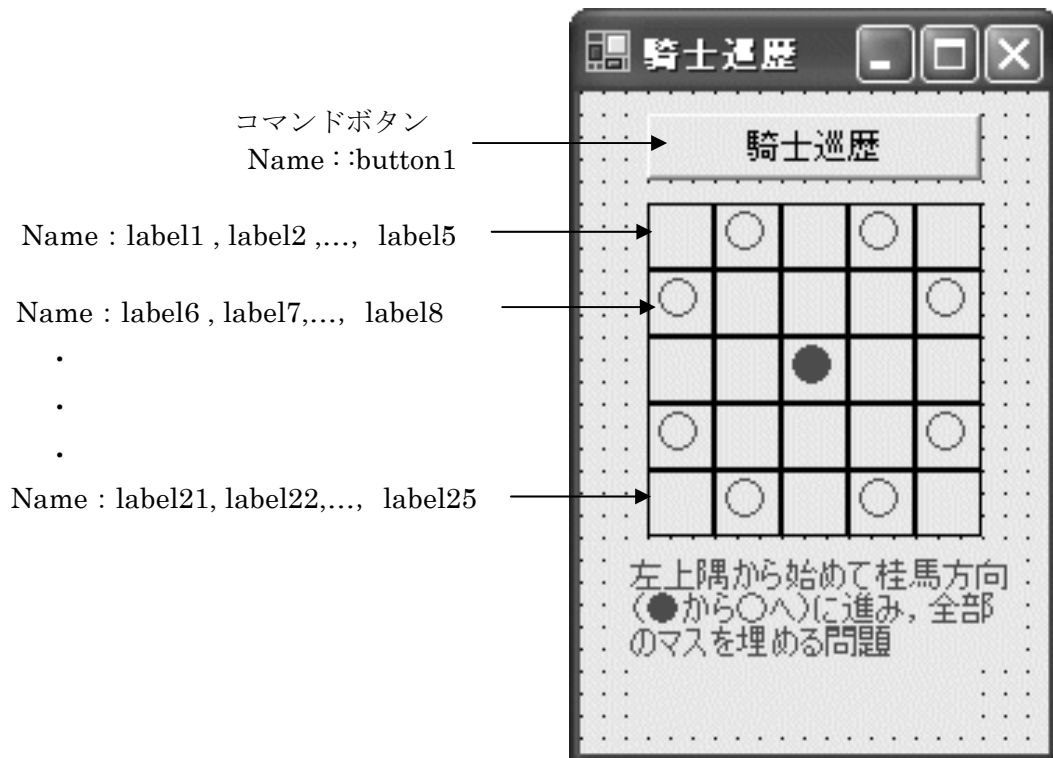 騎士巡歴
コマンドボタン
Name::button1
騎士巡歴
Name : label1 , label2 ,…, label5
Name : label6 , label7,…, label8
・
・
・
Name : label21, label22,…, label25
左上隅から始めて桂馬方向
(●から○へ)に進み，全部
のマスを埋める問題